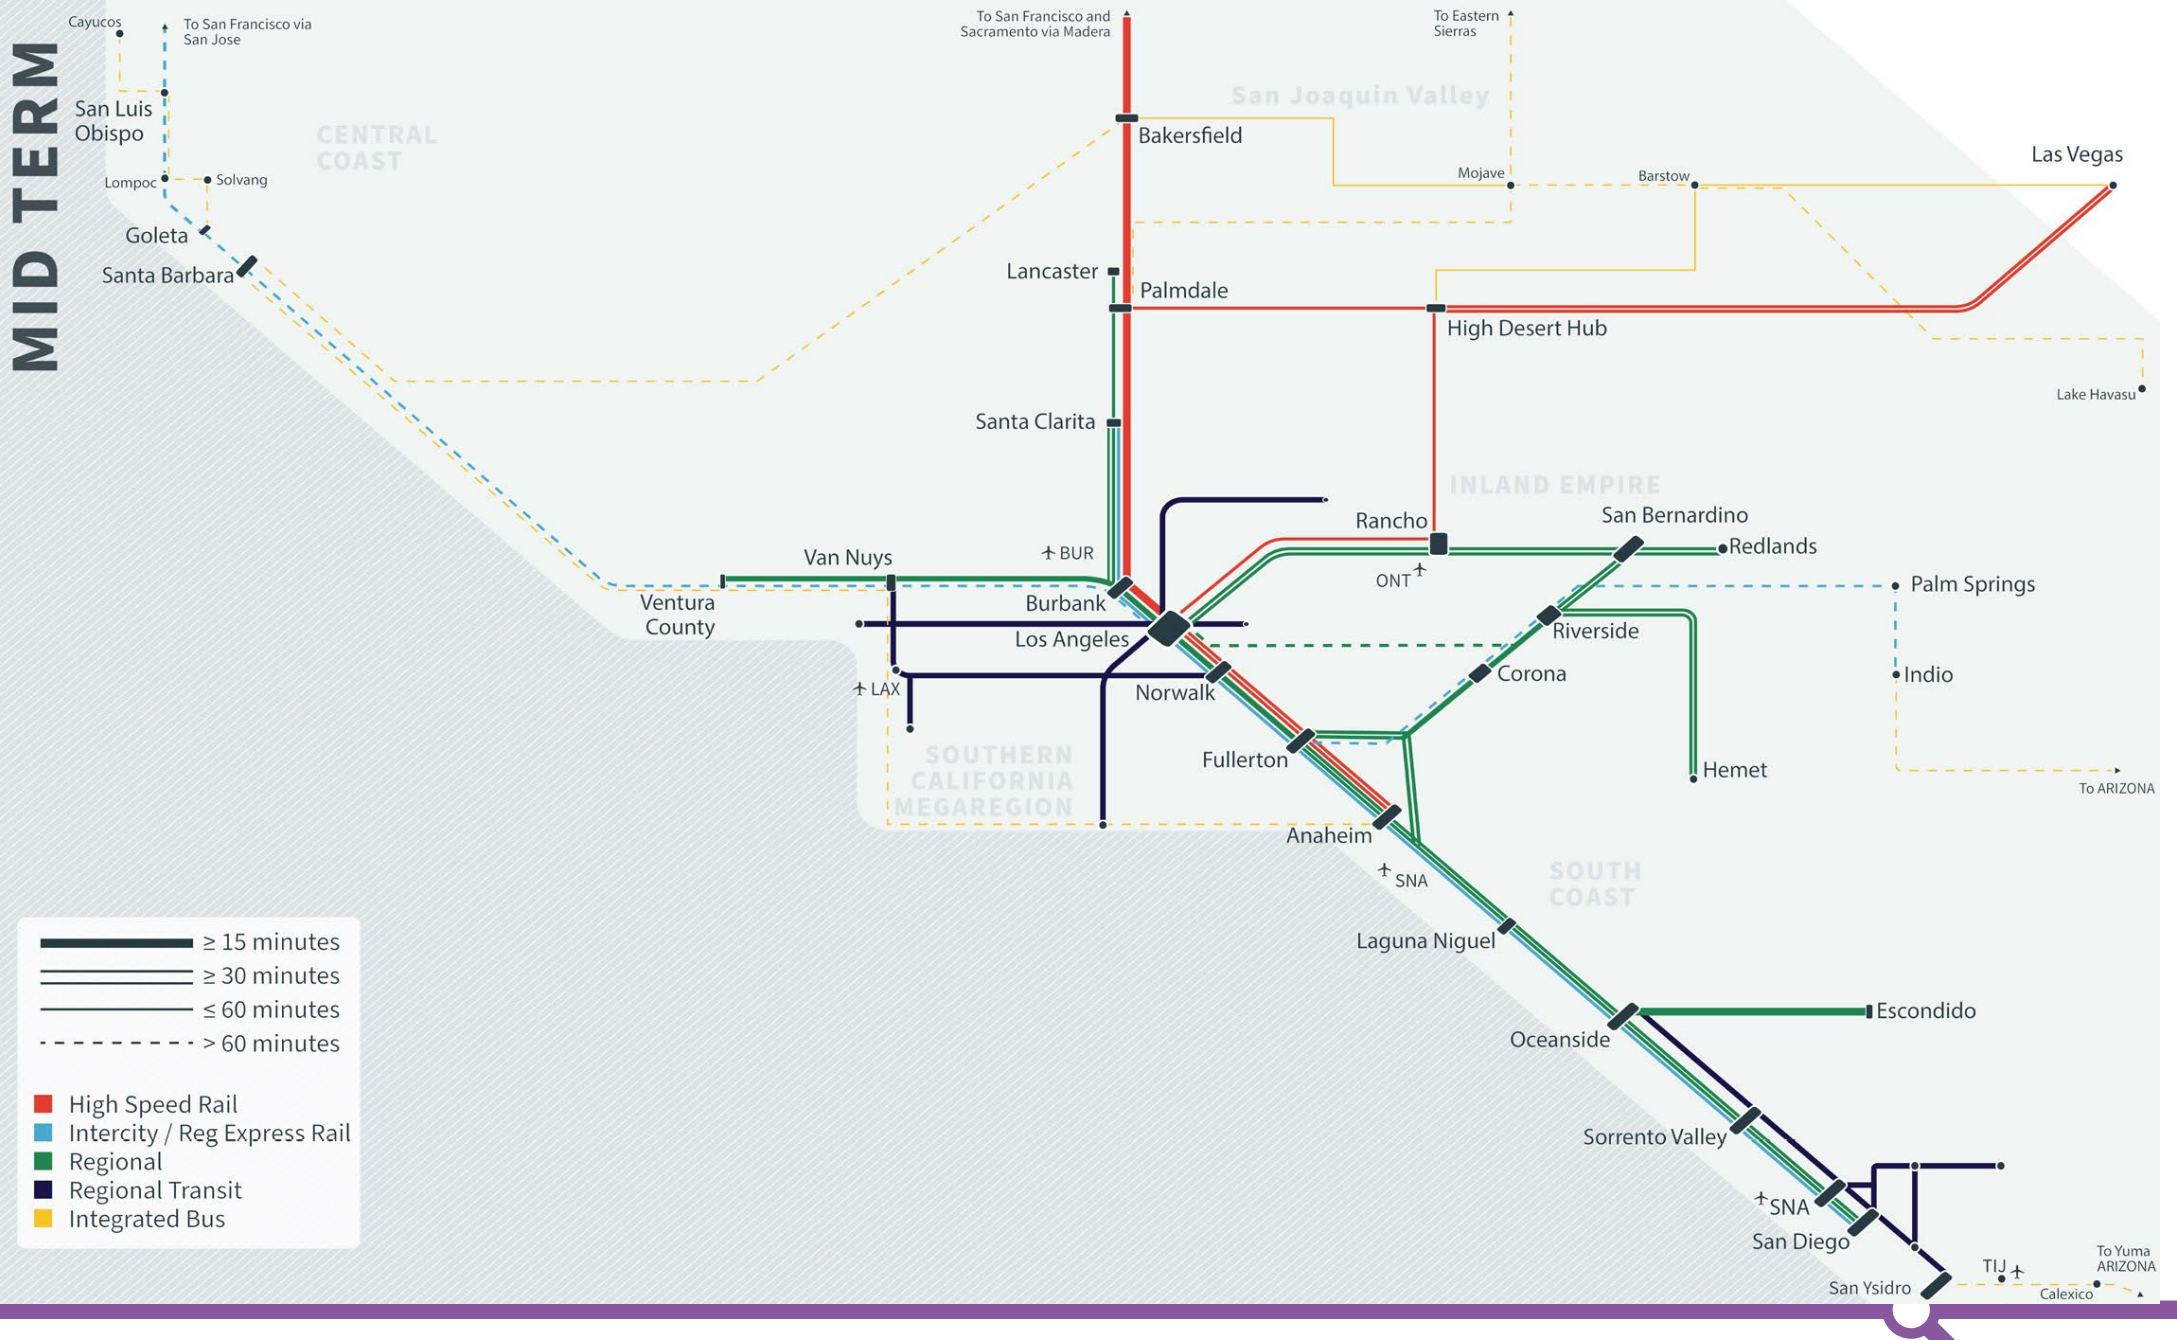 MID TERM
Cayucos
To San Francisco via
San Jose
San Luis
Obispo
Lompoc
Solvang
Goleta
Santa Barbara
CENTRAL
COAST
To San Francisco and
Sacramento via Madera
To Eastern
Sierras
San Joaquin Valley
Bakersfield
Mojave
Barstow
Las Vegas
Lancaster
Palmdale
High Desert Hub
Lake Havasu
Santa Clarita
INLAND EMPIRE
Rancho
San Bernardino
Redlands
BUR
Van Nuys
ONT
Ventura
County
Burbank
Los Angeles
Palm Springs
Riverside
Corona
Indio
LAX
Norwalk
Fullerton
Hemet
To ARIZONA
SOUTHERN
CALIFORNIA
MEGAREGION
Anaheim
SNA
SOUTH
COAST
Laguna Niguel
Oceanside
Escondido
Sorrento Valley
SNA
San Diego
San Ysidro
TIJ
Calexico
To Yuma
ARIZONA
≥ 15 minutes
≥ 30 minutes
≤ 60 minutes
> 60 minutes
High Speed Rail
Intercity / Reg Express Rail
Regional
Regional Transit
Integrated Bus